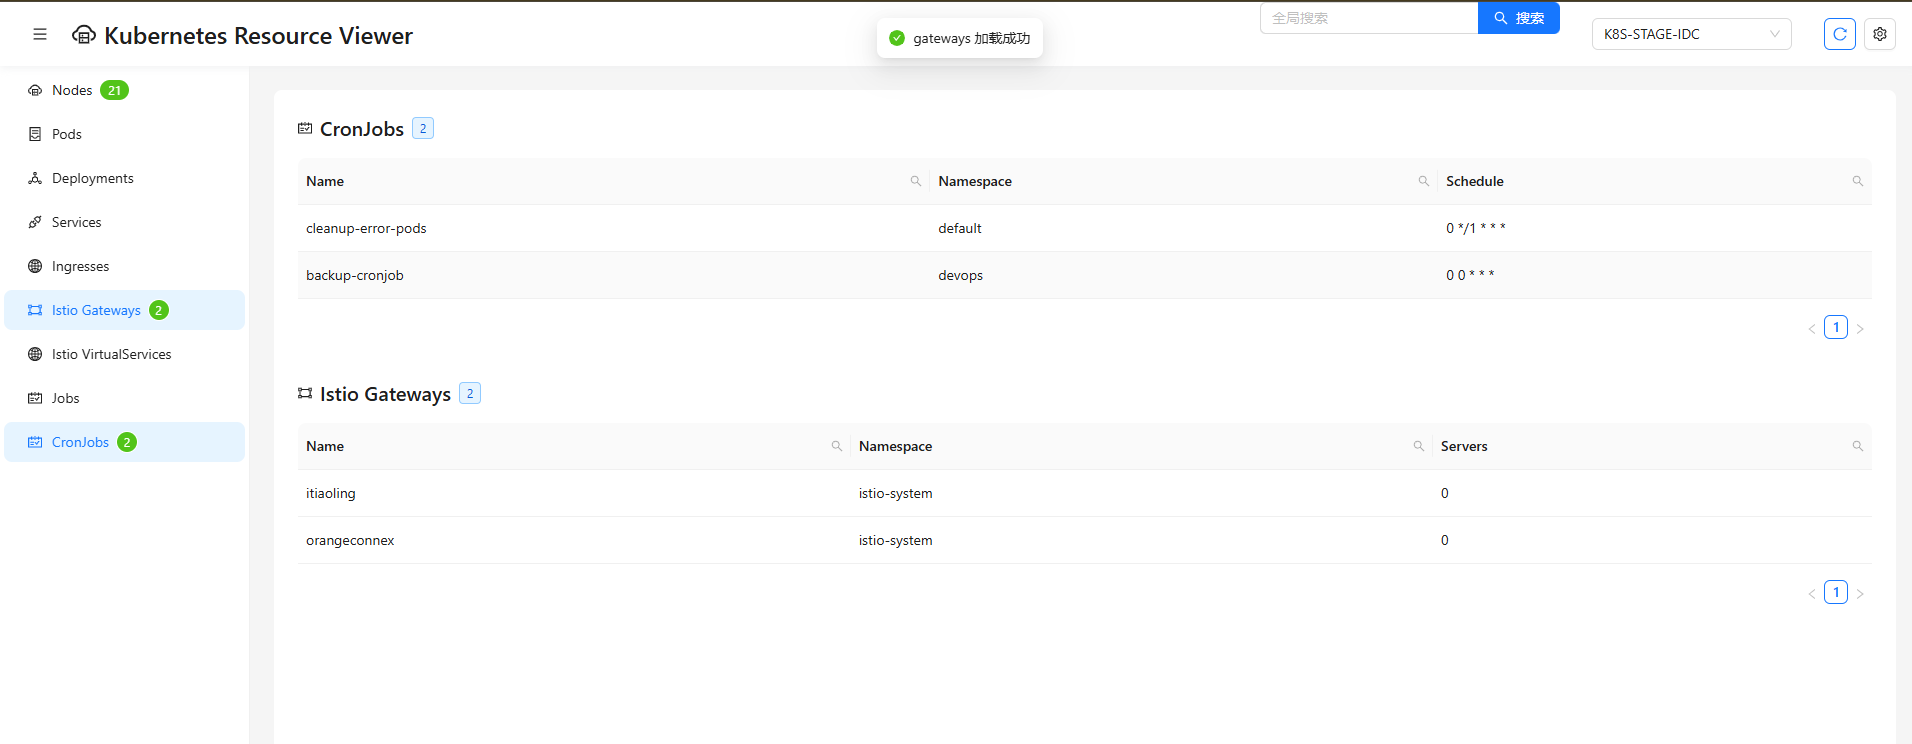 Kubernetes Resource Viewer
gateways 加载成功
全局搜索
搜索
K8S-STAGE-IDC
Nodes 21
Pods
Deployments
Services
Ingresses
Istio Gateways 2
Istio VirtualServices
Jobs
CronJobs 2
CronJobs 2
Name Namespace Schedule
cleanup-error-pods default 0 */1 * * *
backup-cronjob devops 0 0 * * *
< 1 >
Istio Gateways 2
Name Namespace Servers
itiaoling istio-system 0
orangeconnex istio-system 0
< 1 >